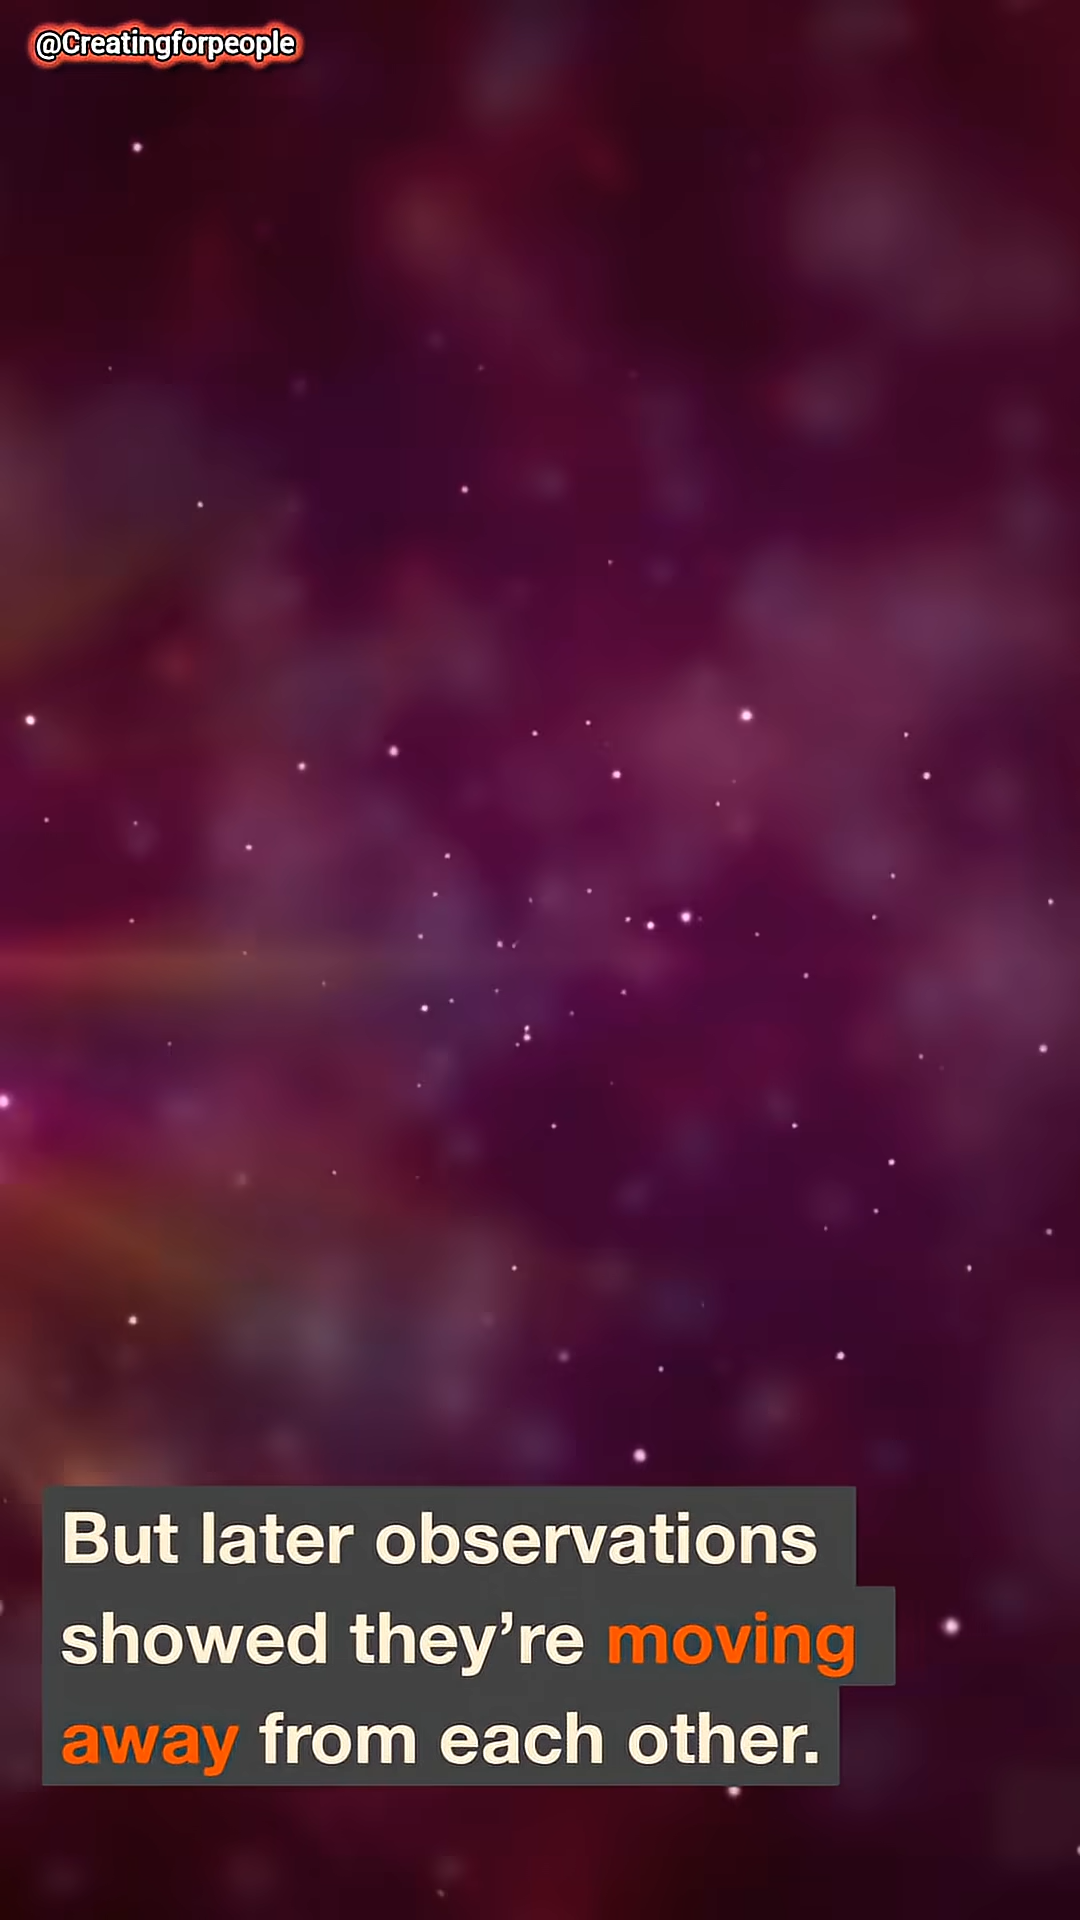 @Creatingforpeople
But later observations
showed they’re moving
away from each other.